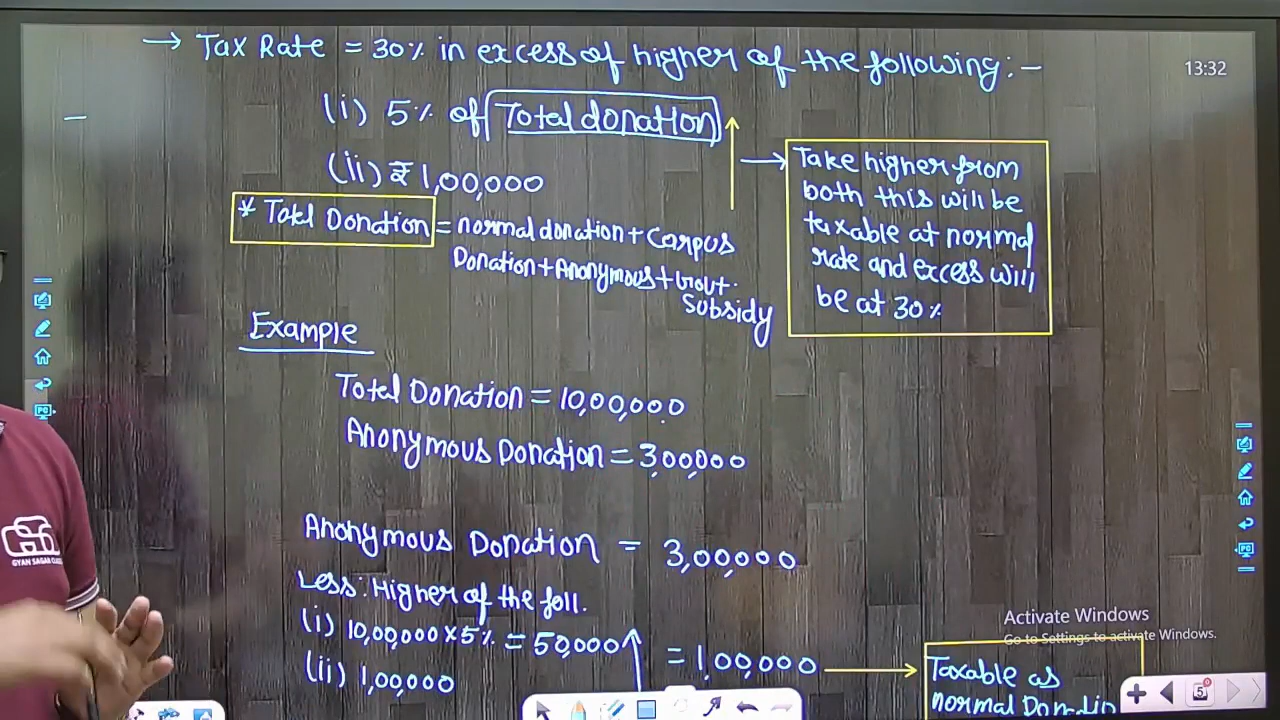 → Tax Rate = 30% in excess of higher of the following:-
13:32
(i) 5% of Total donation
(ii) ₹ 1,00,000
→ Take higher from
both this will be
taxable at normal
rate and excess will
be at 30%
* Total Donation = normal donation + Corpus
Donation + Anonymous + Govt.
Subsidy
Example
Total Donation = 10,00,000
Anonymous Donation = 3,00,000
Anonymous Donation = 3,00,000
Less: Higher of the foll.
(i) 10,00,000 x 5% = 50,000
(ii) 1,00,000
= 1,00,000 →
Taxable as
normal Donatin
Activate Windows
Go to Settings to activate Windows.
GYAN SAGAR CLASSES
5